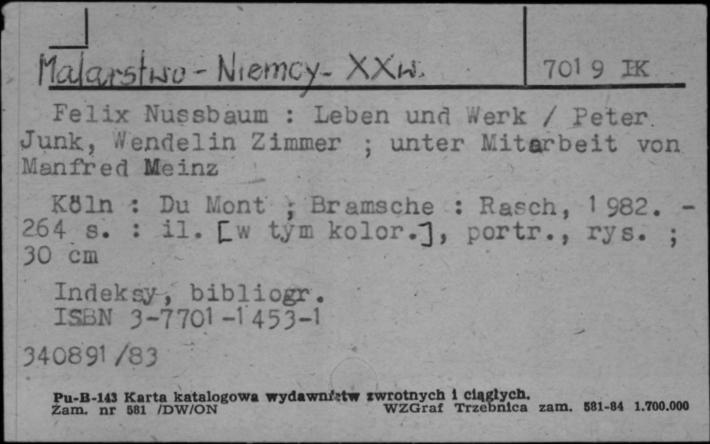 Malarstwo - Niemcy - XX w.
7019 IK
Felix Nussbaum : Leben und Werk / Peter
Junk, Wendelin Zimmer ; unter Mitarbeit von
Manfred Meinz
Köln : Du Mont ; Bramsche : Rasch, 1982. -
264 s. : il. [w tym kolor.], portr., rys. ;
30 cm
Indeksy, bibliogr.
ISBN 3-7701-1453-1
340891/83
Pu-B-143 Karta katalogowa wydawnictw zwrotnych i ciągłych.
Zam. nr 581 /DW/ON WZGraf Trzebnica zam. 581-84 1.700.000